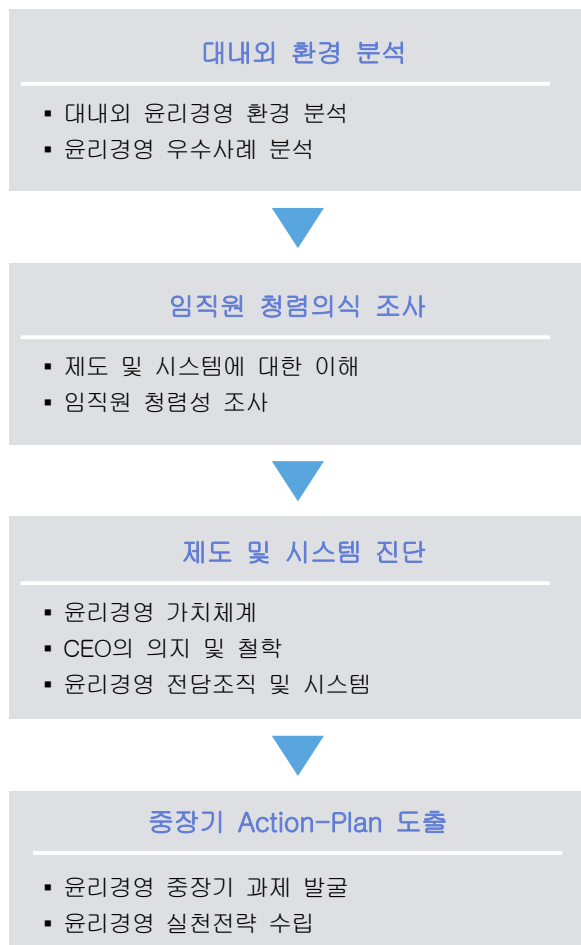 대내외 환경 분석
▪ 대내외 윤리경영 환경 분석
▪ 윤리경영 우수사례 분석
임직원 청렴의식 조사
▪ 제도 및 시스템에 대한 이해
▪ 임직원 청렴성 조사
제도 및 시스템 진단
▪ 윤리경영 가치체계
▪ CEO의 의지 및 철학
▪ 윤리경영 전담조직 및 시스템
중장기 Action-Plan 도출
▪ 윤리경영 중장기 과제 발굴
▪ 윤리경영 실천전략 수립